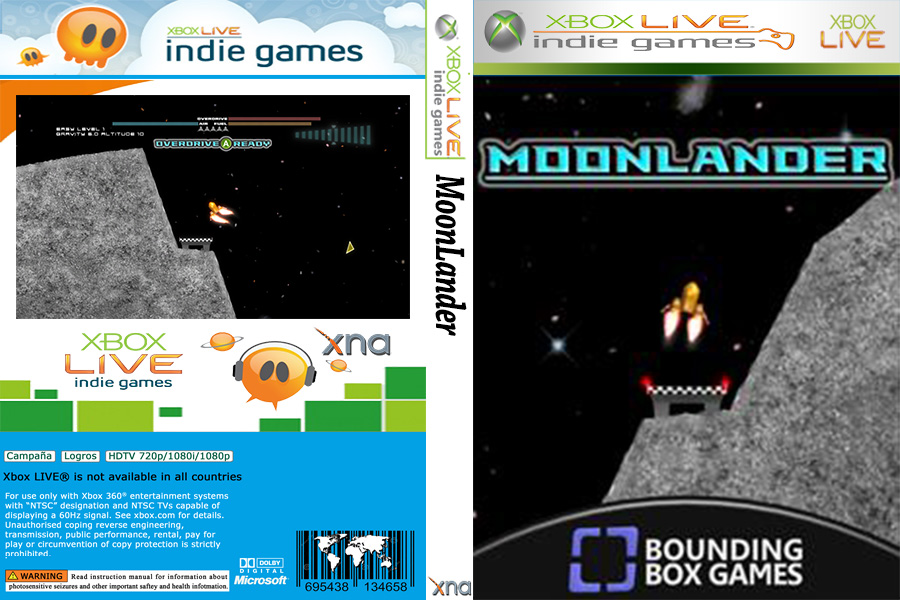 XBOX LIVE
indie games
EASY LEVEL 1
GRAVITY 6.0 ALTITUDE 10
OVERDRIVE
AIR FUEL
OVERDRIVE A READY
XBOX
LIVE
indie games
xna
Campaña
Logros
HDTV 720p/1080i/1080p
Xbox LIVE® is not available in all countries
For use only with Xbox 360® entertainment systems
with “NTSC” designation and NTSC TVs capable of
displaying a 60Hz signal. See xbox.com for details.
Unauthorised coping reverse engineering,
transmission, public performance, rental, pay for
play or circumvention of copy protection is strictly
prohibited.
WARNING Read instruction manual for information about
photosensitive seizures and other important saftey and health infotmation.
DOLBY
DIGITAL
Microsoft
695438 134658
XBOX LIVE
indie games
MoonLander
xna
XBOX LIVE
indie games
XBOX
LIVE
MOONLANDER
BOUNDING
BOX GAMES